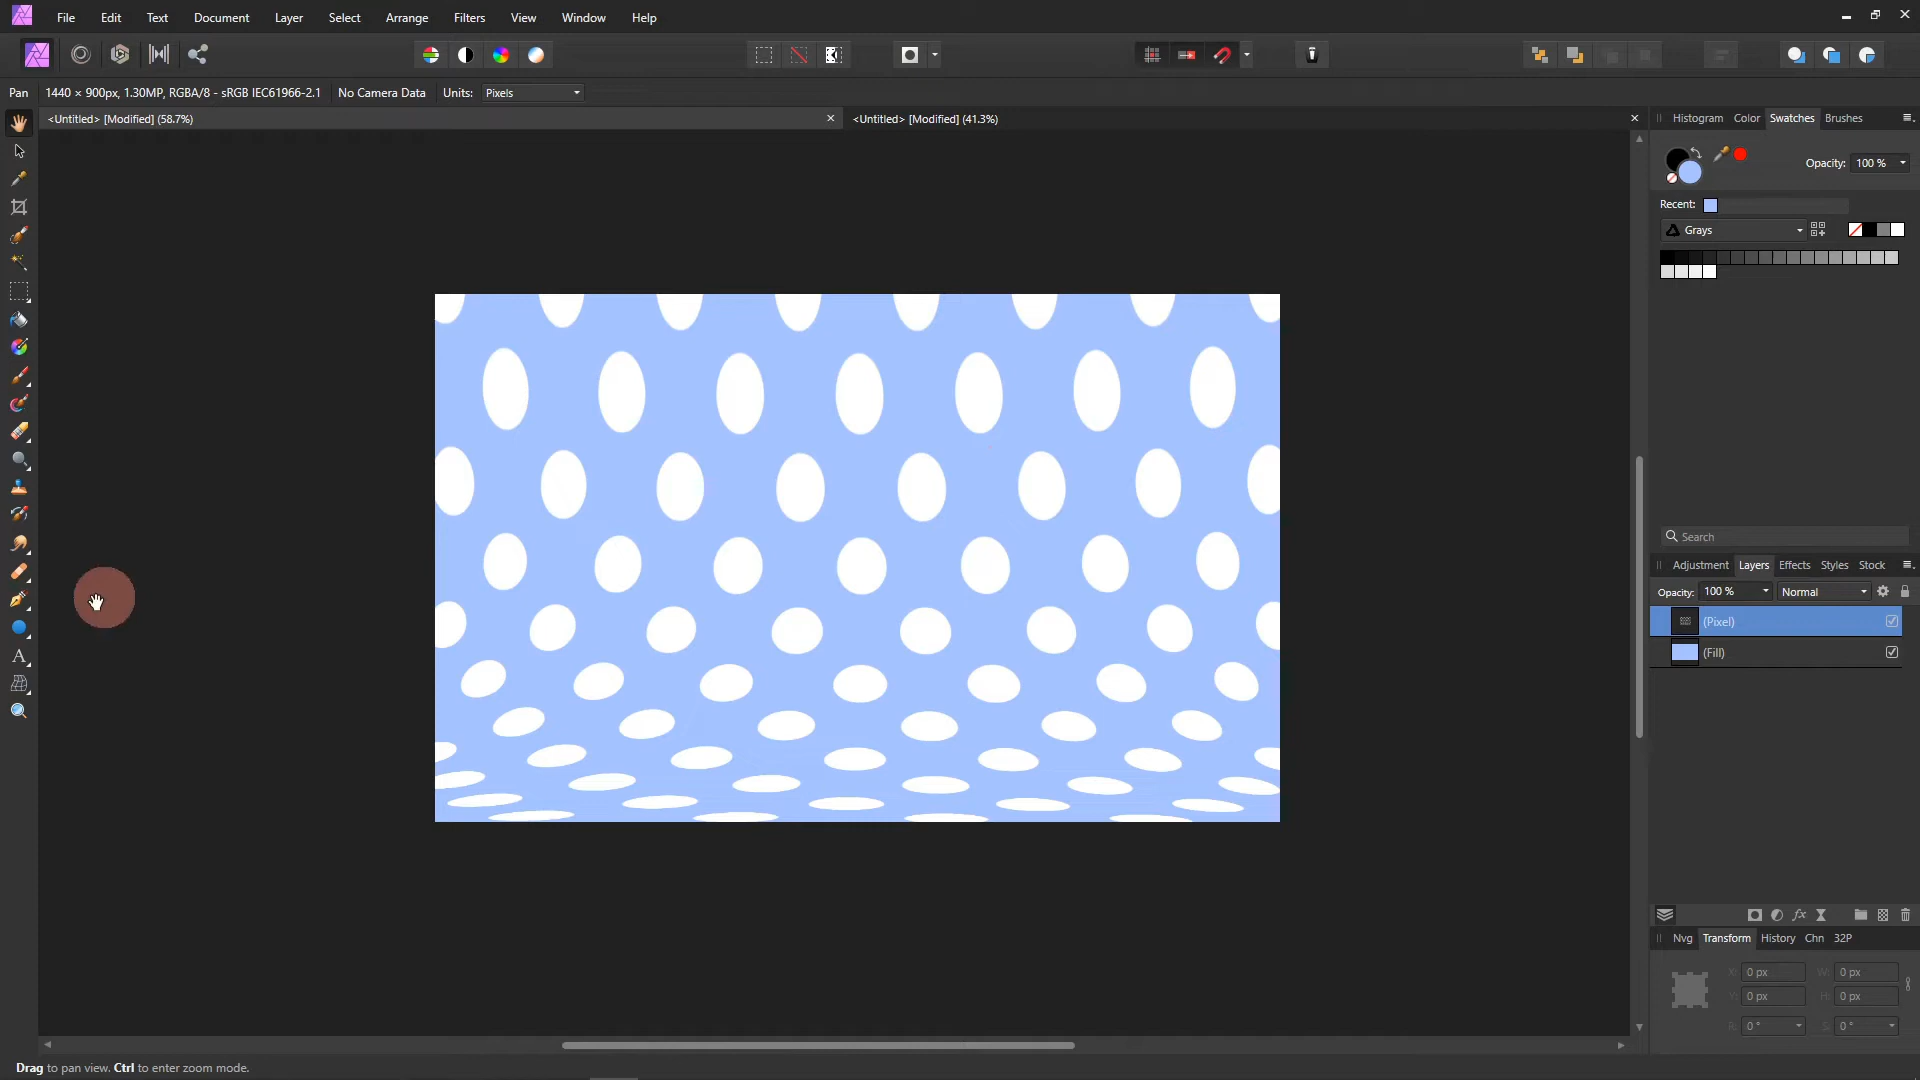 File Edit Text Document Layer Select Arrange Filters View Window Help
Pan 1440 × 900px, 1.30MP, RGBA/8 - sRGB IEC61966-2.1 No Camera Data Units: Pixels
<Untitled> [Modified] (58.7%) <Untitled> [Modified] (41.3%)
Histogram Color Swatches Brushes
Opacity: 100 %
Recent:
Grays
Search
Adjustment Layers Effects Styles Stock
Opacity: 100 % Normal
(Pixel)
(Fill)
Nvg Transform History Chn 32P
X: 0 px W: 0 px
Y: 0 px H: 0 px
R: 0 ° S: 0 °
Drag to pan view. Ctrl to enter zoom mode.